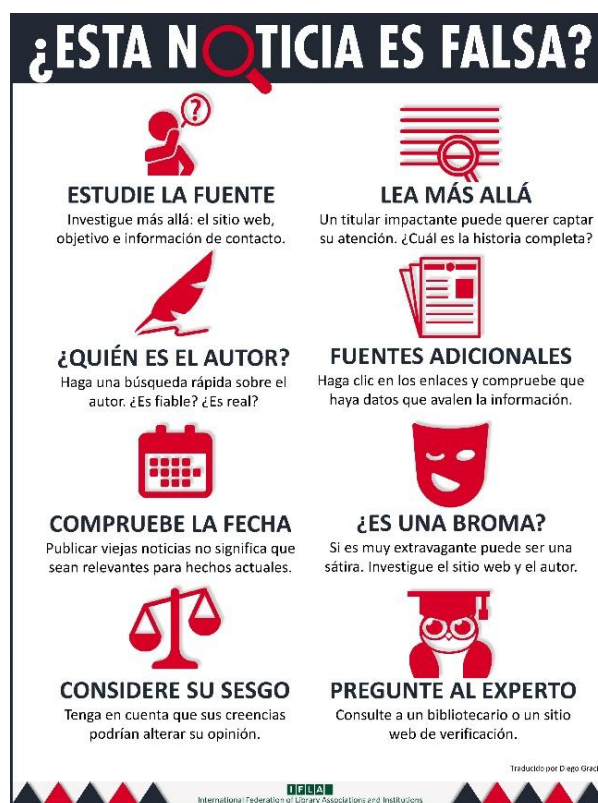 ¿ESTA NOTICIA ES FALSA?
?
ESTUDIE LA FUENTE
Investigue más allá: el sitio web,
objetivo e información de contacto.
LEA MÁS ALLÁ
Un titular impactante puede querer captar
su atención. ¿Cuál es la historia completa?
¿QUIÉN ES EL AUTOR?
Haga una búsqueda rápida sobre el
autor. ¿Es fiable? ¿Es real?
FUENTES ADICIONALES
Haga clic en los enlaces y compruebe que
haya datos que avalen la información.
COMPRUEBE LA FECHA
Publicar viejas noticias no significa que
sean relevantes para hechos actuales.
¿ES UNA BROMA?
Si es muy extravagante puede ser una
sátira. Investigue el sitio web y el autor.
CONSIDERE SU SESGO
Tenga en cuenta que sus creencias
podrían alterar su opinión.
PREGUNTE AL EXPERTO
Consulte a un bibliotecario o un sitio
web de verificación.
Traducido por Diego Graci
IFLA
International Federation of Library Associations and Institutions